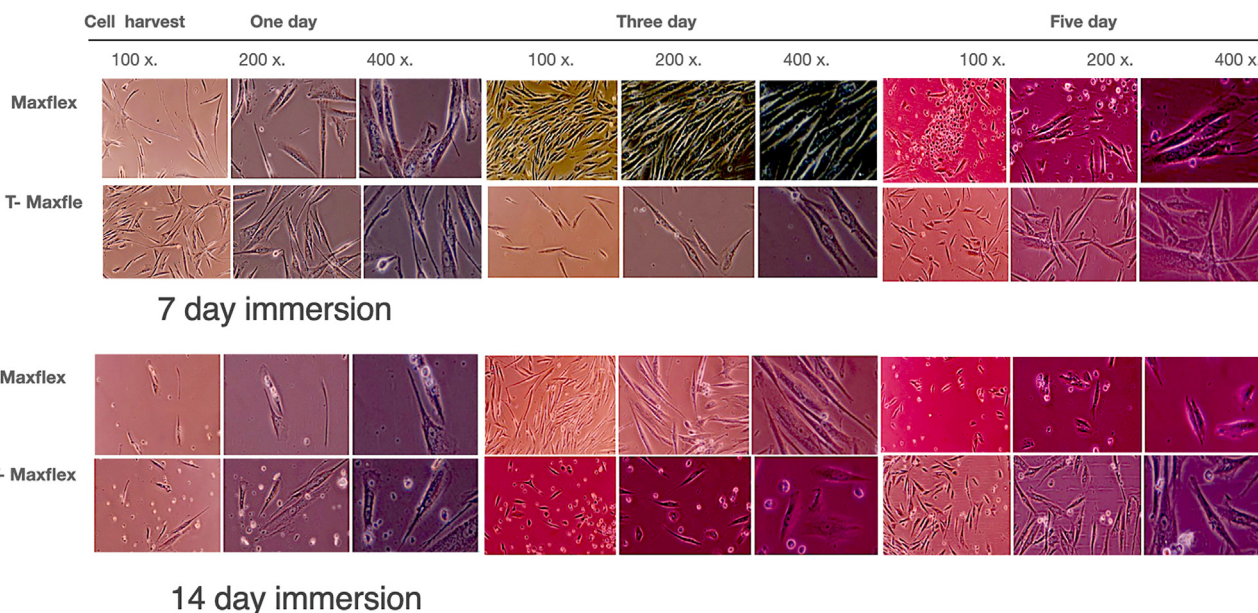 Cell harvest One day Three day Five day
100 x. 200 x. 400 x. 100 x. 200 x. 400 x. 100 x. 200 x. 400 x.
Maxflex
T- Maxfle
7 day immersion
Maxflex
- Maxflex
14 day immersion